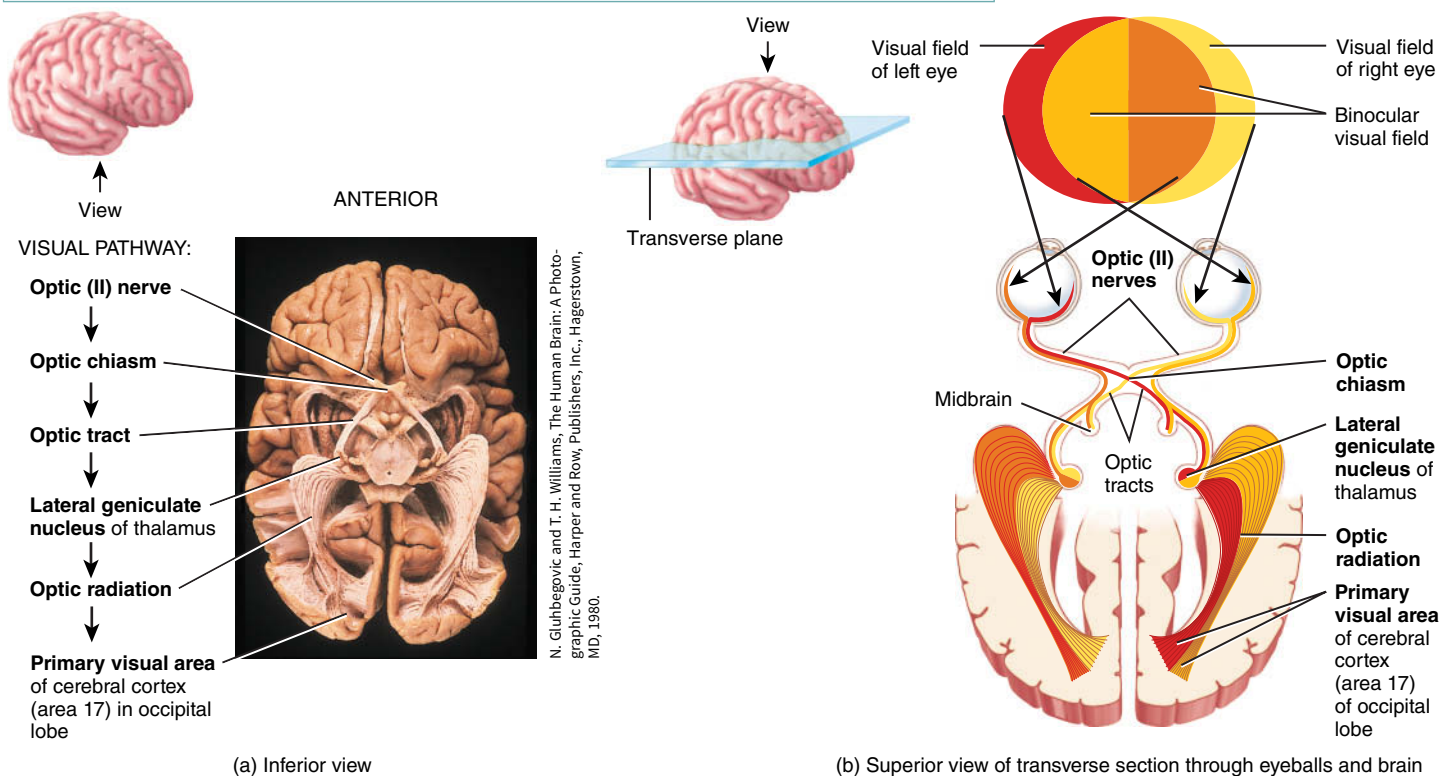 View
ANTERIOR
VISUAL PATHWAY:
Optic (II) nerve
Optic chiasm
Optic tract
Lateral geniculate
nucleus of thalamus
Optic radiation
Primary visual area
of cerebral cortex
(area 17) in occipital
lobe
N. Gluhbegovic and T. H. Williams, The Human Brain: A Photo-
graphic Guide, Harper and Row, Publishers, Inc., Hagerstown,
MD, 1980.
(a) Inferior view
View
Transverse plane
Visual field
of left eye
Visual field
of right eye
Binocular
visual field
Optic (II)
nerves
Optic
chiasm
Midbrain
Optic
tracts
Lateral
geniculate
nucleus of
thalamus
Optic
radiation
Primary
visual area
of cerebral
cortex
(area 17)
of occipital
lobe
(b) Superior view of transverse section through eyeballs and brain